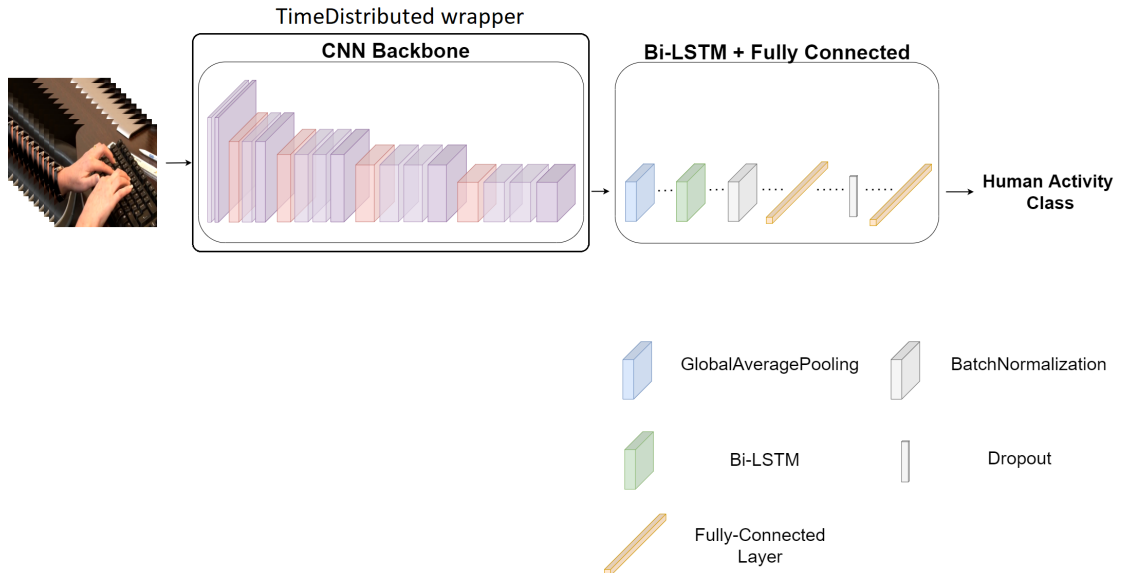 TimeDistributed wrapper
CNN Backbone
Bi-LSTM + Fully Connected
Human Activity
Class
GlobalAveragePooling
BatchNormalization
Bi-LSTM
Dropout
Fully-Connected
Layer